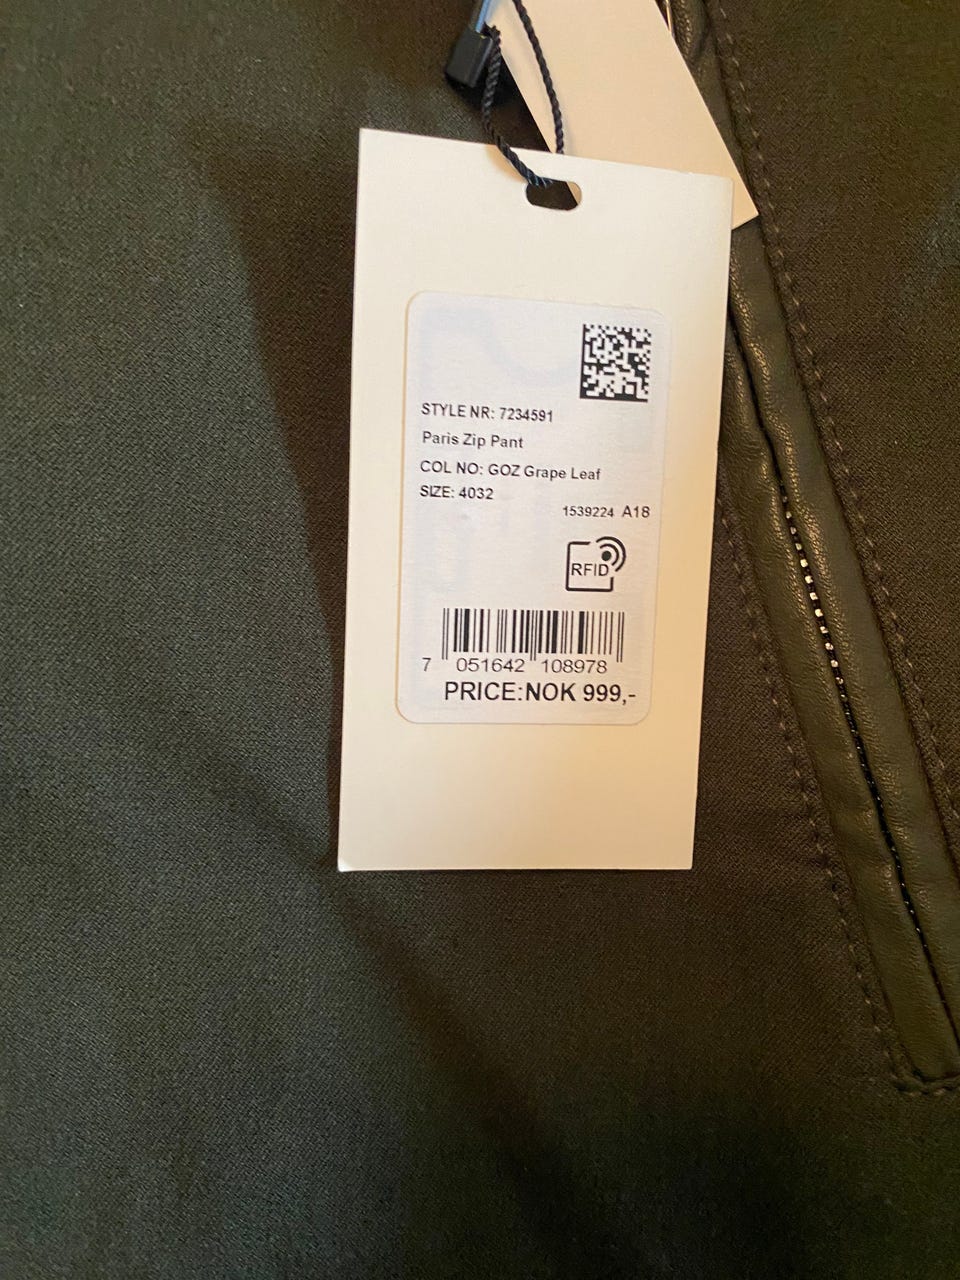 STYLE NR: 7234591
Paris Zip Pant
COL NO: GOZ Grape Leaf
SIZE: 4032
1539224 A18
RFID
7 051642 108978
PRICE:NOK 999,-